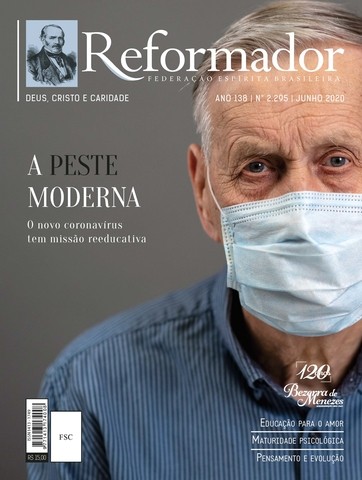 Reformador
FEDERAÇÃO ESPÍRITA BRASILEIRA
DEUS, CRISTO E CARIDADE
ANO 138 | Nº 2.295 | JUNHO 2020
A PESTE
MODERNA
O novo coronavírus
tem missão reeducativa
120
Bezerra de
Menezes
EDUCAÇÃO PARA O AMOR
MATURIDADE PSICOLÓGICA
PENSAMENTO E EVOLUÇÃO
FSC
R$ 15,00